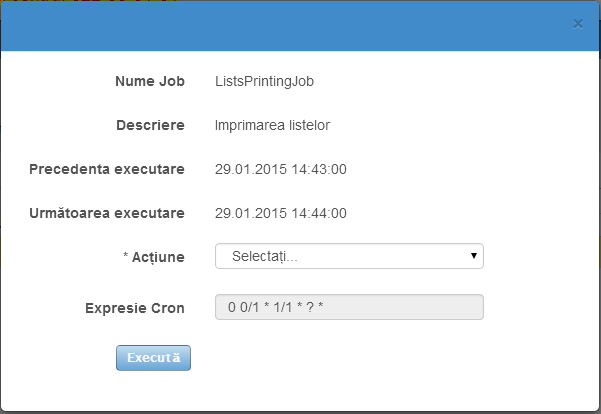 ×
Nume Job ListsPrintingJob
Descriere Imprimarea listelor
Precedenta executare 29.01.2015 14:43:00
Următoarea executare 29.01.2015 14:44:00
* Acțiune Selectați...
Expresie Cron 0 0/1 * 1/1 * ? *
Execută